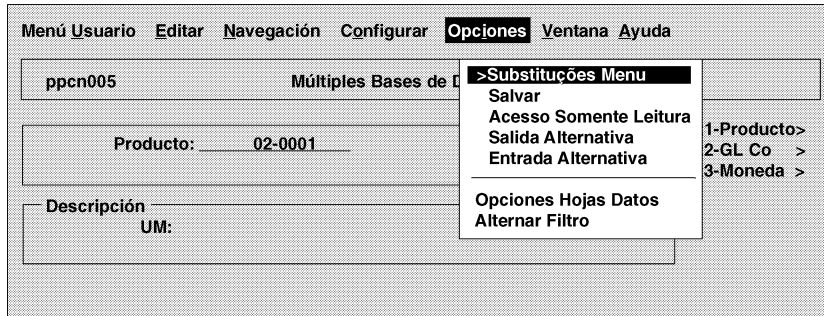 Menú Usuario Editar Navegación Configurar Opciones Ventana Ayuda
ppcn005 Múltiples Bases de D
>Substituções Menu
Salvar
Acesso Somente Leitura
Salida Alternativa
Entrada Alternativa
Opciones Hojas Datos
Alternar Filtro
Producto: 02-0001
1-Producto>
2-GL Co >
3-Moneda >
Descripción
UM: